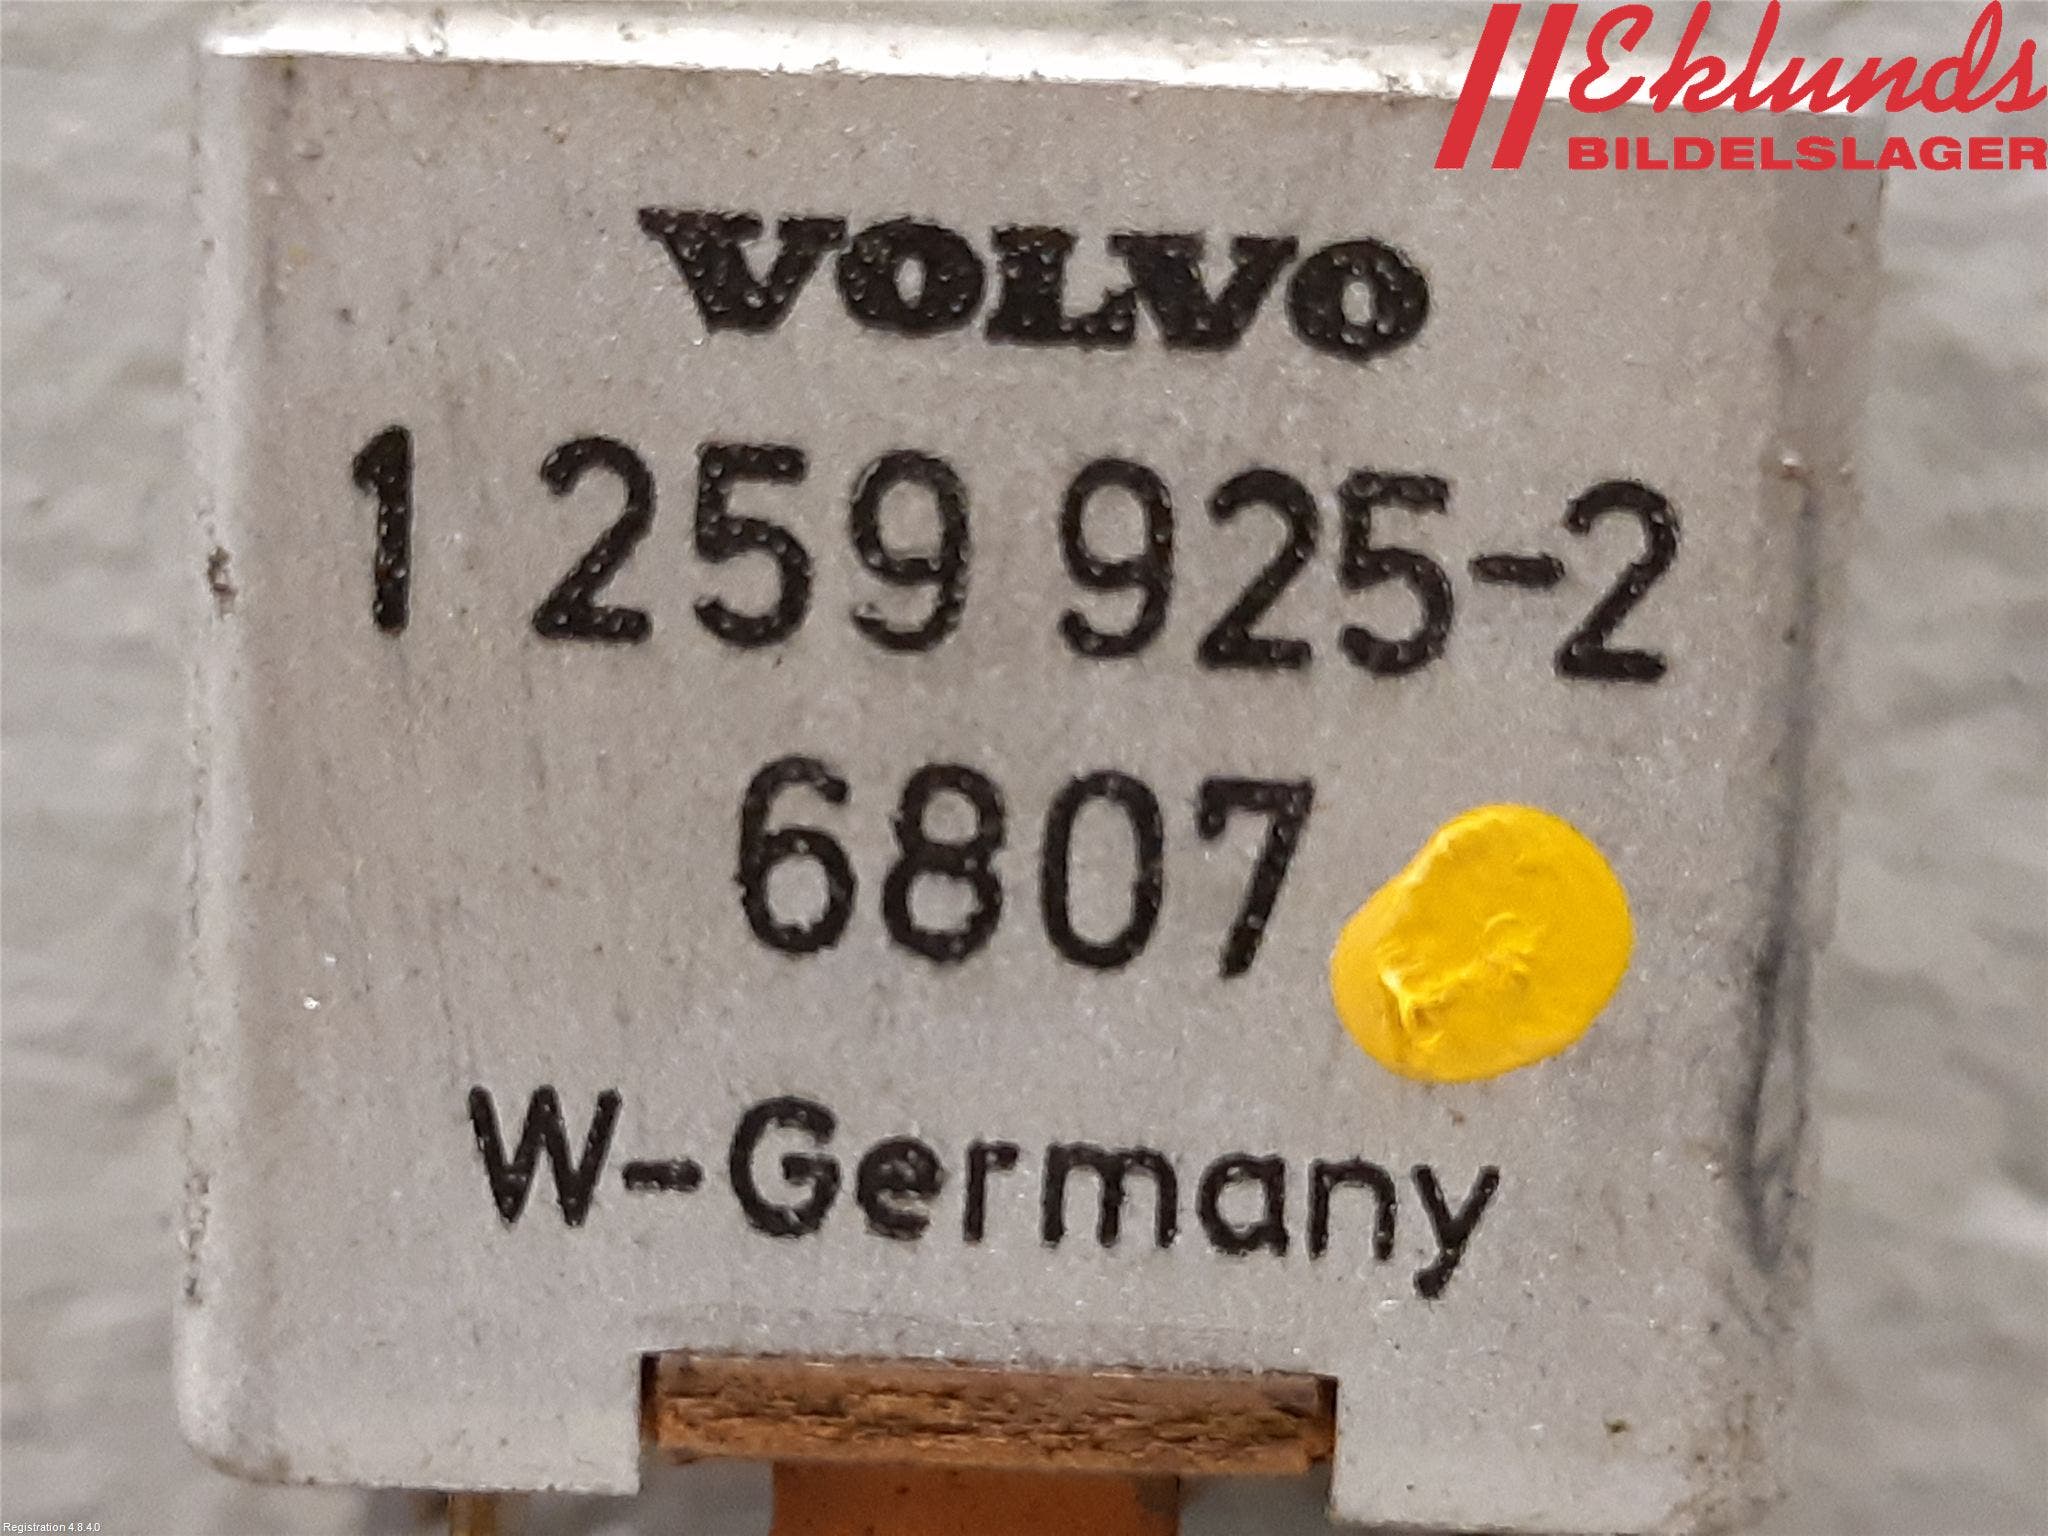 Eklunds
BILDELSLAGER
VOLVO
1 259 925-2
6807
W-Germany
Registration 4.8.4.0